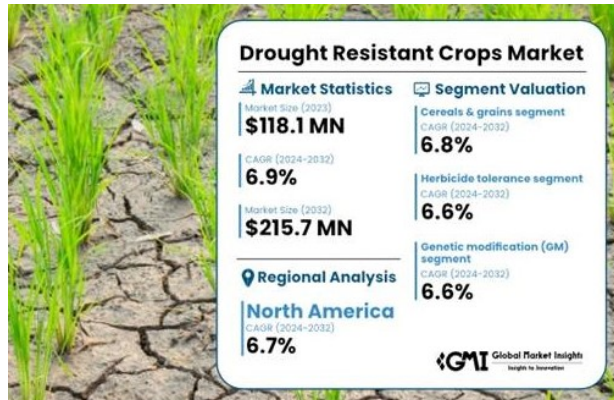 Drought Resistant Crops Market
Market Statistics
Market Size (2023)
$118.1 MN
CAGR (2024-2032)
6.9%
Market Size (2032)
$215.7 MN
Regional Analysis
North America
CAGR (2024-2032)
6.7%
Segment Valuation
Cereals & grains segment
CAGR (2024-2032)
6.8%
Herbicide tolerance segment
CAGR (2024-2032)
6.6%
Genetic modification (GM)
segment
CAGR (2024-2032)
6.6%
GMI Global Market Insights
Insights to Innovation